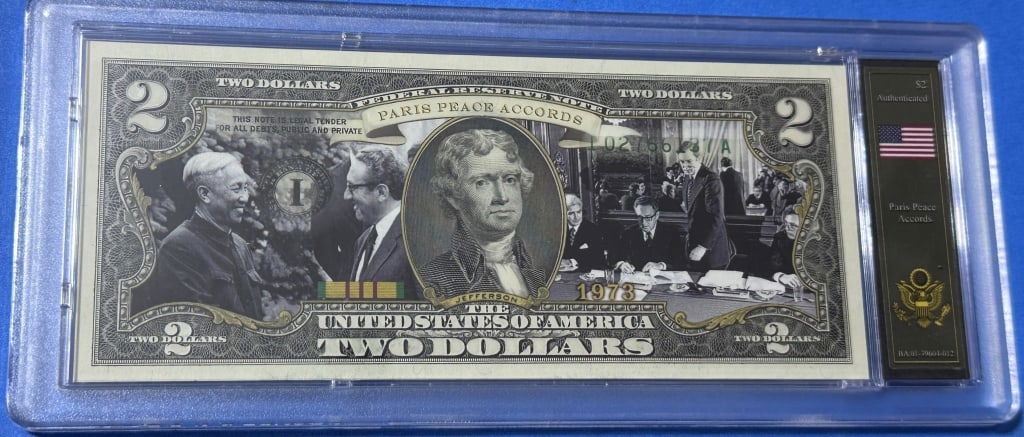 2
TWO DOLLARS
FEDERAL RESERVE NOTE
TWO DOLLARS
2
PARIS PEACE ACCORDS
THIS NOTE IS LEGAL TENDER
FOR ALL DEBTS, PUBLIC AND PRIVATE
I
JEFFERSON
1973
THE
UNITED STATES OF AMERICA
TWO DOLLARS
2
TWO DOLLARS
2
TWO DOLLARS
$2
Authenticated
Paris Peace
Accords